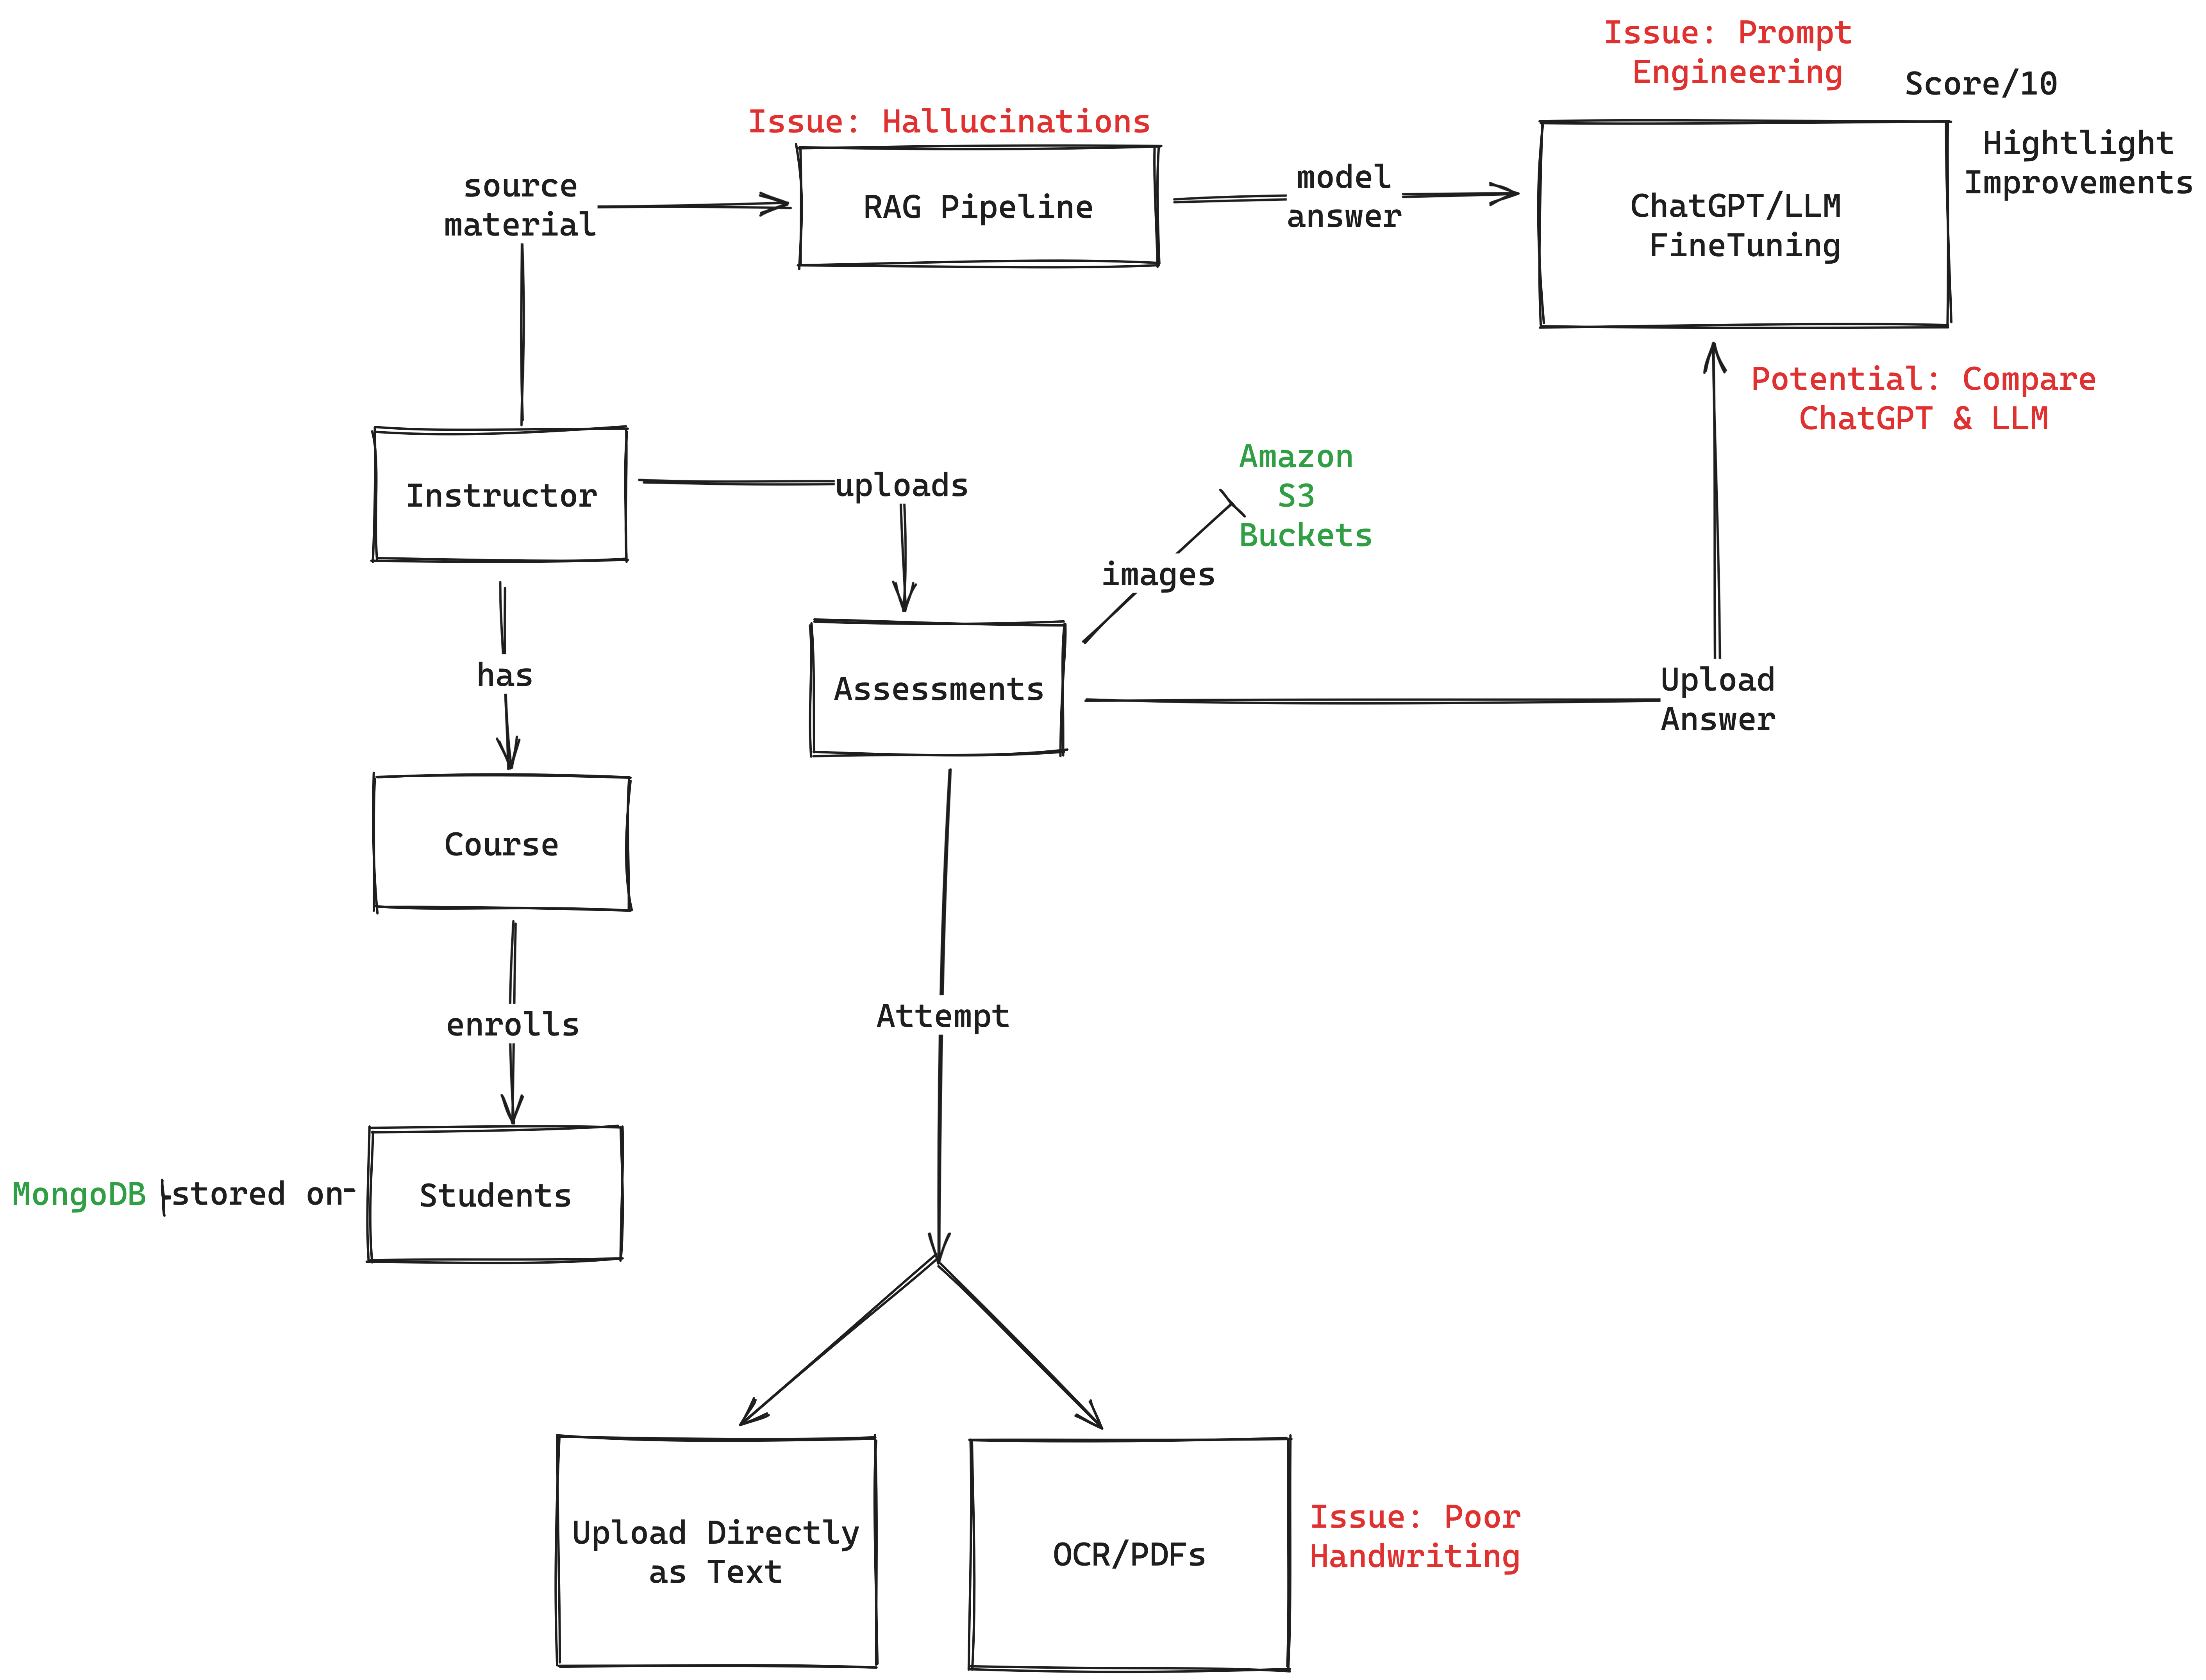 Issue: Prompt
Engineering
Score/10
Issue: Hallucinations
Hightlight
Improvements
source
material
RAG Pipeline
model
answer
ChatGPT/LLM
FineTuning
Potential: Compare
ChatGPT & LLM
Instructor
uploads
Amazon
S3
Buckets
images
has
Assessments
Upload
Answer
Course
enrolls
Attempt
MongoDB
stored on
Students
Upload Directly
as Text
OCR/PDFs
Issue: Poor
Handwriting